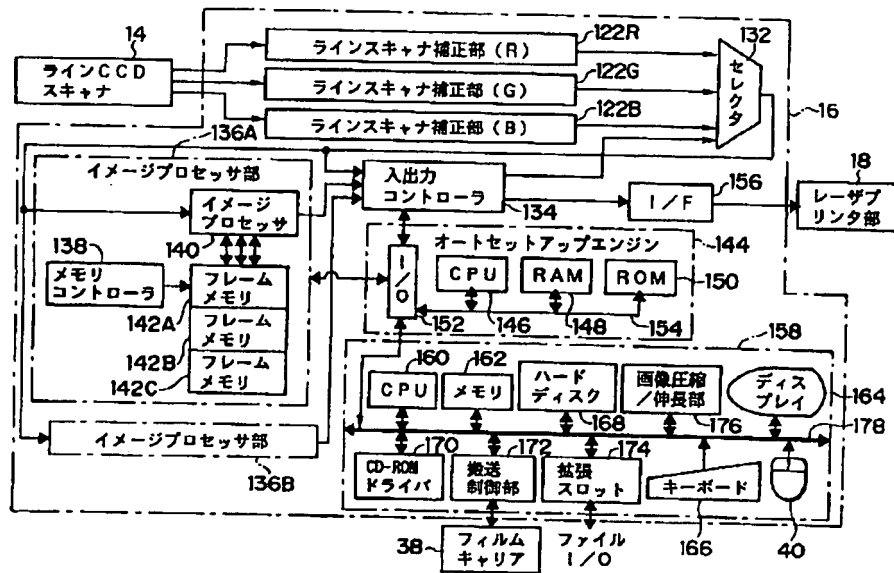 14
ラインCCD
スキャナ
ラインスキャナ補正部（R）
122R
ラインスキャナ補正部（G）
122G
ラインスキャナ補正部（B）
122B
132
セレクタ
16
136A
イメージプロセッサ部
イメージ
プロセッサ
140
138
メモリ
コントローラ
フレーム
メモリ
142A
フレーム
メモリ
142B
フレーム
メモリ
142C
イメージプロセッサ部
136B
入出力
コントローラ
134
I/F
156
18
レーザプ
リンタ部
オートセットアップエンジン
144
I/O
152
CPU
146
RAM
148
ROM
150
154
158
160
CPU
162
メモリ
ハード
ディスク
168
画像圧縮
/伸長部
176
ディス
プレイ
164
178
170
CD-ROM
ドライバ
172
搬送
制御部
174
拡張
スロット
キーボード
166
40
38
フィルム
キャリア
ファイル
I/O